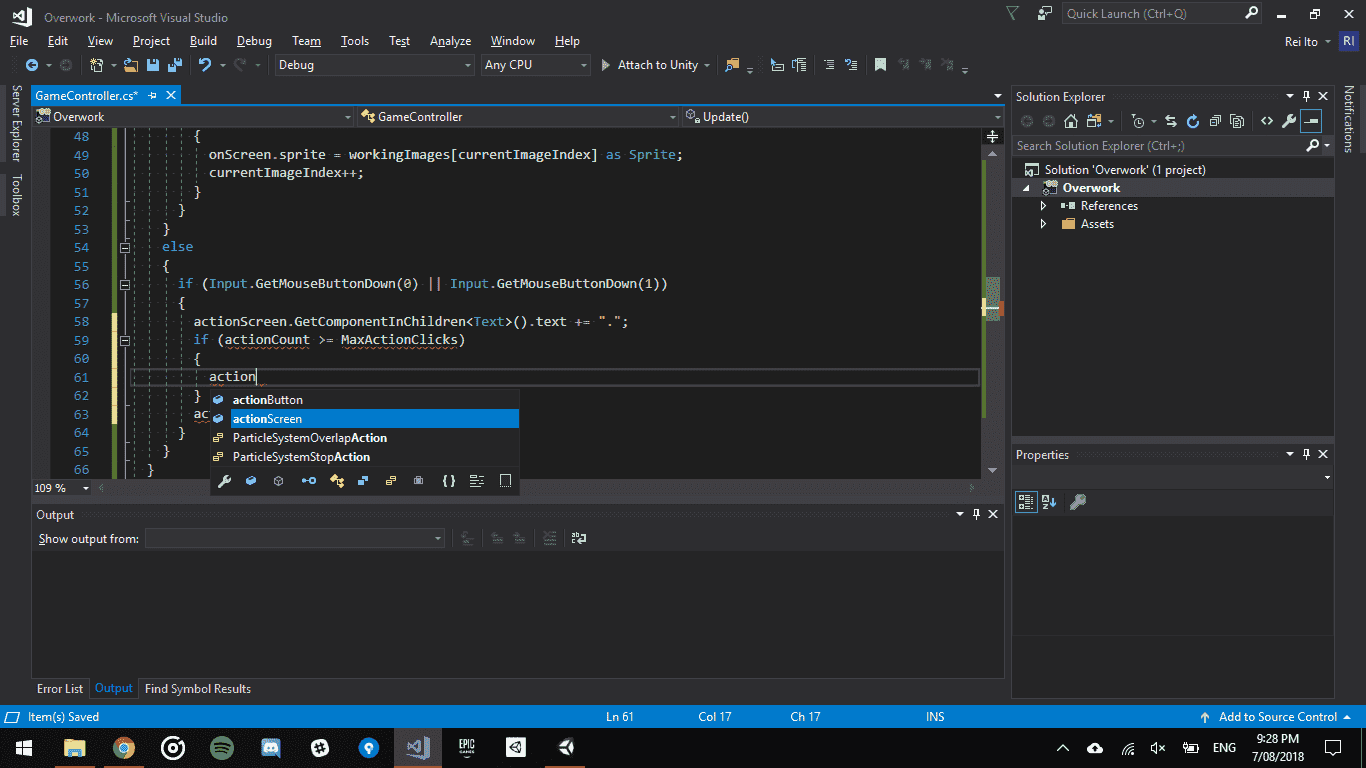 Overwork - Microsoft Visual Studio
Quick Launch (Ctrl+Q)
File Edit View Project Build Debug Team Tools Test Analyze Window Help
Rei Ito RI
Debug Any CPU Attach to Unity
Server Explorer
Toolbox
GameController.cs*
Overwork GameController Update()
48 {
49 onScreen.sprite = workingImages[currentImageIndex] as Sprite;
50 currentImageIndex++;
51 }
52 }
53 }
54 else
55 {
56 if (Input.GetMouseButtonDown(0) || Input.GetMouseButtonDown(1))
57 {
58 actionScreen.GetComponentInChildren<Text>().text += ".";
59 if (actionCount >= MaxActionClicks)
60 {
61 action
62 }
63 ac
64 }
65 }
66 }
actionButton
actionScreen
ParticleSystemOverlapAction
ParticleSystemStopAction
109 %
Output
Show output from:
Error List Output Find Symbol Results
Solution Explorer
Search Solution Explorer (Ctrl+;)
Solution 'Overwork' (1 project)
Overwork
References
Assets
Properties
Notifications
Item(s) Saved Ln 61 Col 17 Ch 17 INS Add to Source Control
EPIC
GAMES
ENG
9:28 PM
7/08/2018